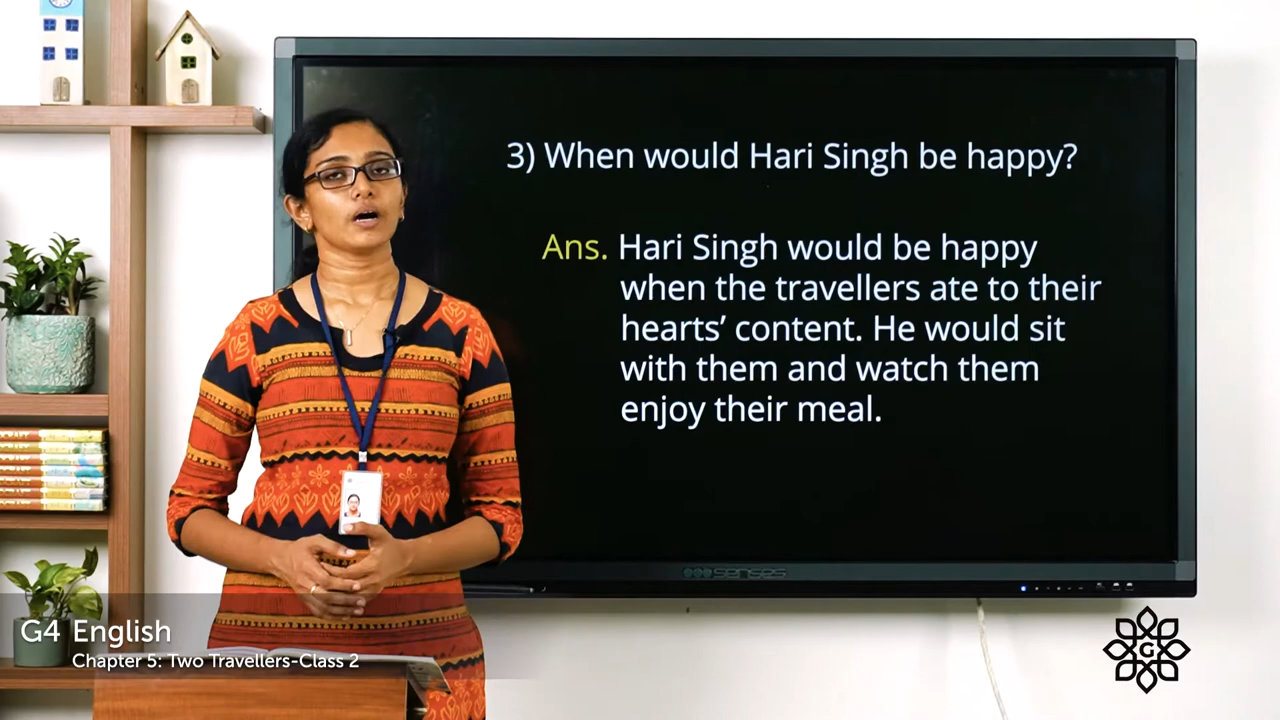 3) When would Hari Singh be happy?
Ans. Hari Singh would be happy
when the travellers ate to their
hearts’ content. He would sit
with them and watch them
enjoy their meal.
senses
G4 English
Chapter 5: Two Travellers-Class 2
G